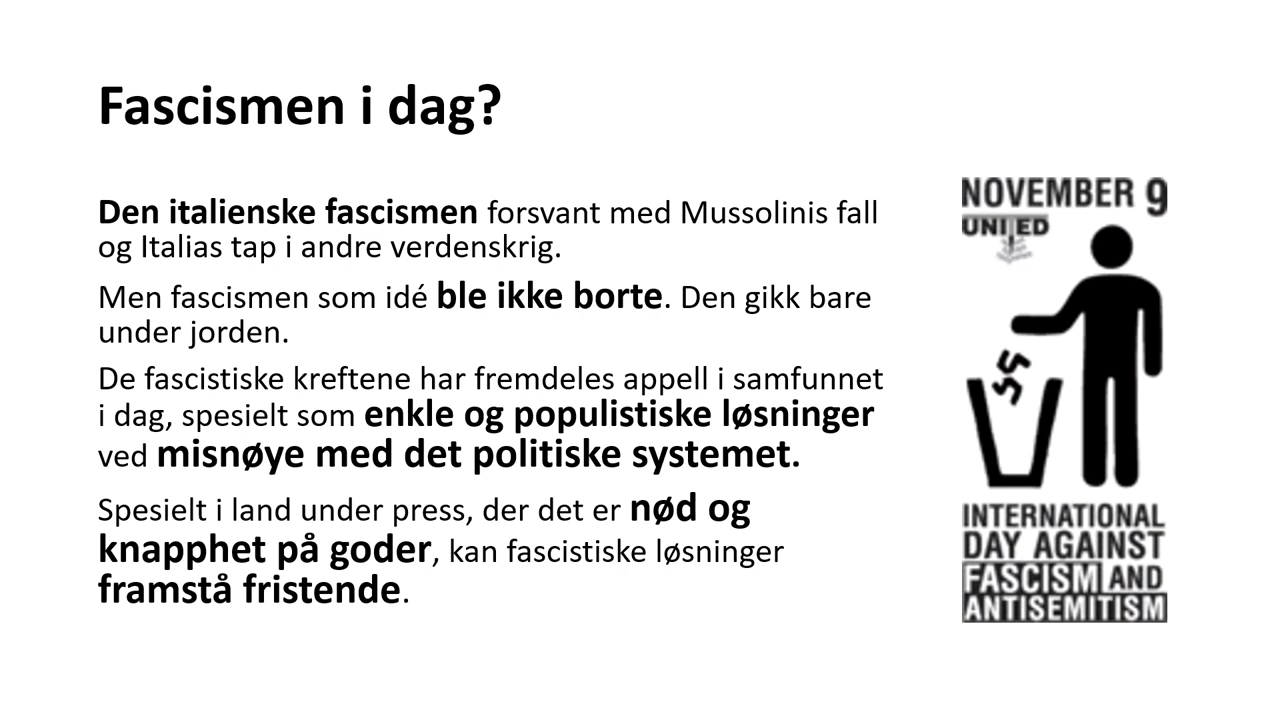 Fascismen i dag?
Den italienske fascismen forsvant med Mussolinis fall
og Italias tap i andre verdenskrig.
Men fascismen som idé ble ikke borte. Den gikk bare
under jorden.
De fascistiske kreftene har fremdeles appell i samfunnet
i dag, spesielt som enkle og populistiske løsninger
ved misnøye med det politiske systemet.
Spesielt i land under press, der det er nød og
knapphet på goder, kan fascistiske løsninger
framstå fristende.
NOVEMBER 9
UNITED
INTERNATIONAL
DAY AGAINST
FASCISM AND
ANTISEMITISM